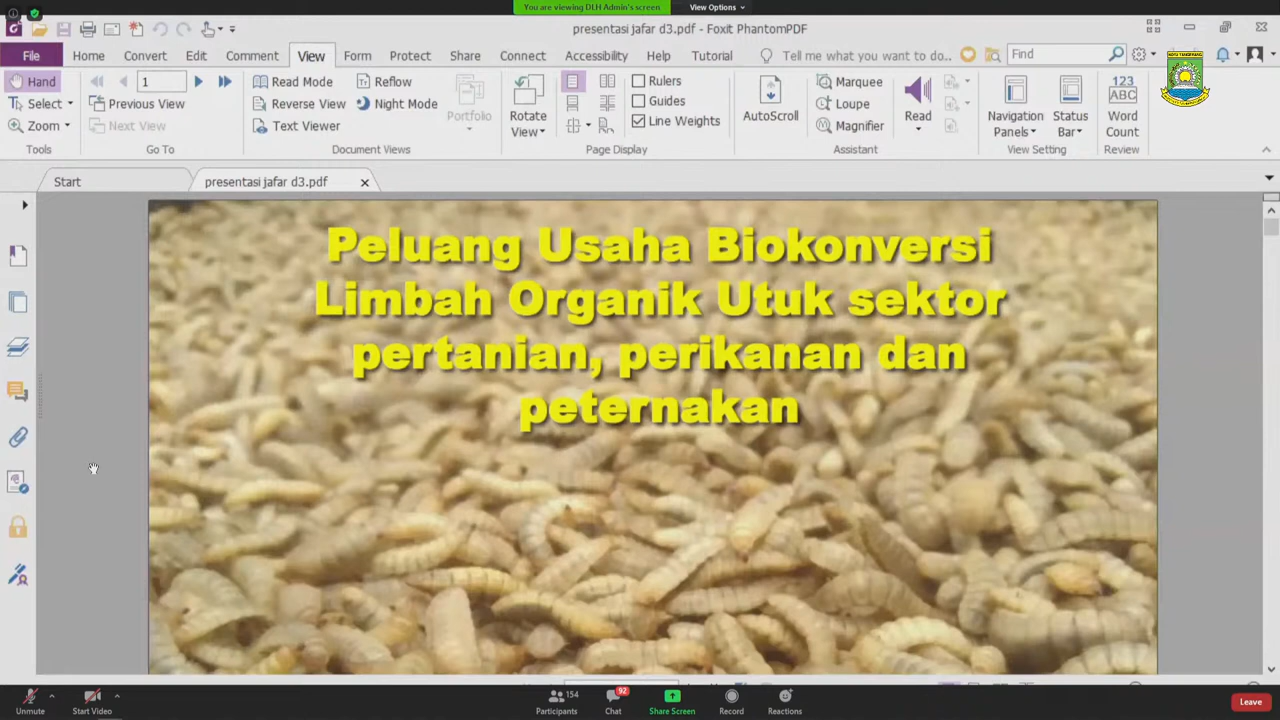 You are viewing DLH Admin's screen
View Options
presentasi jafar d3.pdf - Foxit PhantomPDF
File
Home
Convert
Edit
Comment
View
Form
Protect
Share
Connect
Accessibility
Help
Tutorial
Tell me what you want to do..
Find
Hand
1
Read Mode
Reflow
Rulers
Marquee
Select
Previous View
Reverse View
Night Mode
Portfolio
Rotate
View
Guides
AutoScroll
Loupe
Read
Navigation
Panels
Status
Bar
123
ABC
Word
Count
Zoom
Next View
Text Viewer
Line Weights
Magnifier
Tools
Go To
Document Views
Page Display
Assistant
View Setting
Review
KOTA TANGERANG
Start
presentasi jafar d3.pdf
Peluang Usaha Biokonversi
Limbah Organik Utuk sektor
pertanian, perikanan dan
peternakan
Unmute
Start Video
154
Participants
92
Chat
Share Screen
Record
Reactions
Leave